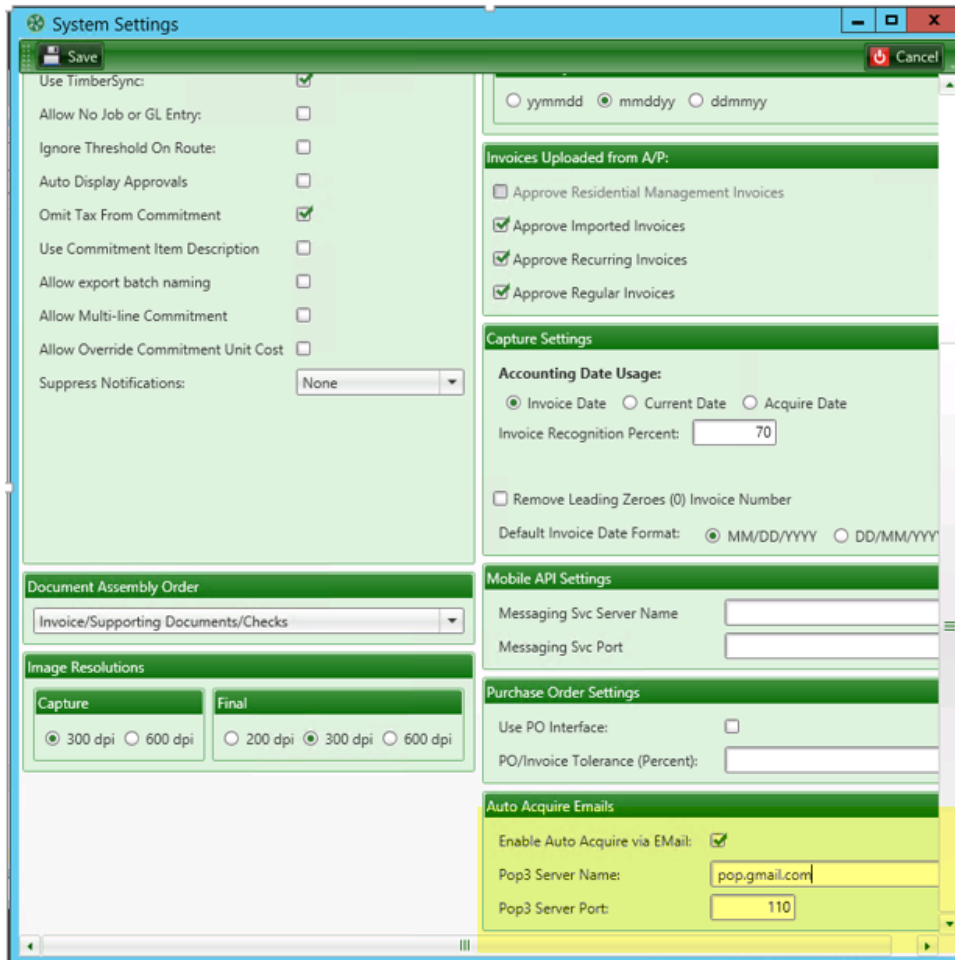 System Settings
Save
Cancel
Use TimberSync:
Allow No Job or GL Entry:
Ignore Threshold On Route:
Auto Display Approvals
Omit Tax From Commitment
Use Commitment Item Description
Allow export batch naming
Allow Multi-line Commitment
Allow Override Commitment Unit Cost
Suppress Notifications: None
Document Assembly Order
Invoice/Supporting Documents/Checks
Image Resolutions
Capture
300 dpi 600 dpi
Final
200 dpi 300 dpi 600 dpi
yymmdd mmddyy ddmmyy
Invoices Uploaded from A/P:
Approve Residential Management Invoices
Approve Imported Invoices
Approve Recurring Invoices
Approve Regular Invoices
Capture Settings
Accounting Date Usage:
Invoice Date Current Date Acquire Date
Invoice Recognition Percent: 70
Remove Leading Zeroes (0) Invoice Number
Default Invoice Date Format: MM/DD/YYYY DD/MM/YYY
Mobile API Settings
Messaging Svc Server Name
Messaging Svc Port
Purchase Order Settings
Use PO Interface:
PO/Invoice Tolerance (Percent):
Auto Acquire Emails
Enable Auto Acquire via EMail:
Pop3 Server Name: pop.gmail.com
Pop3 Server Port: 110